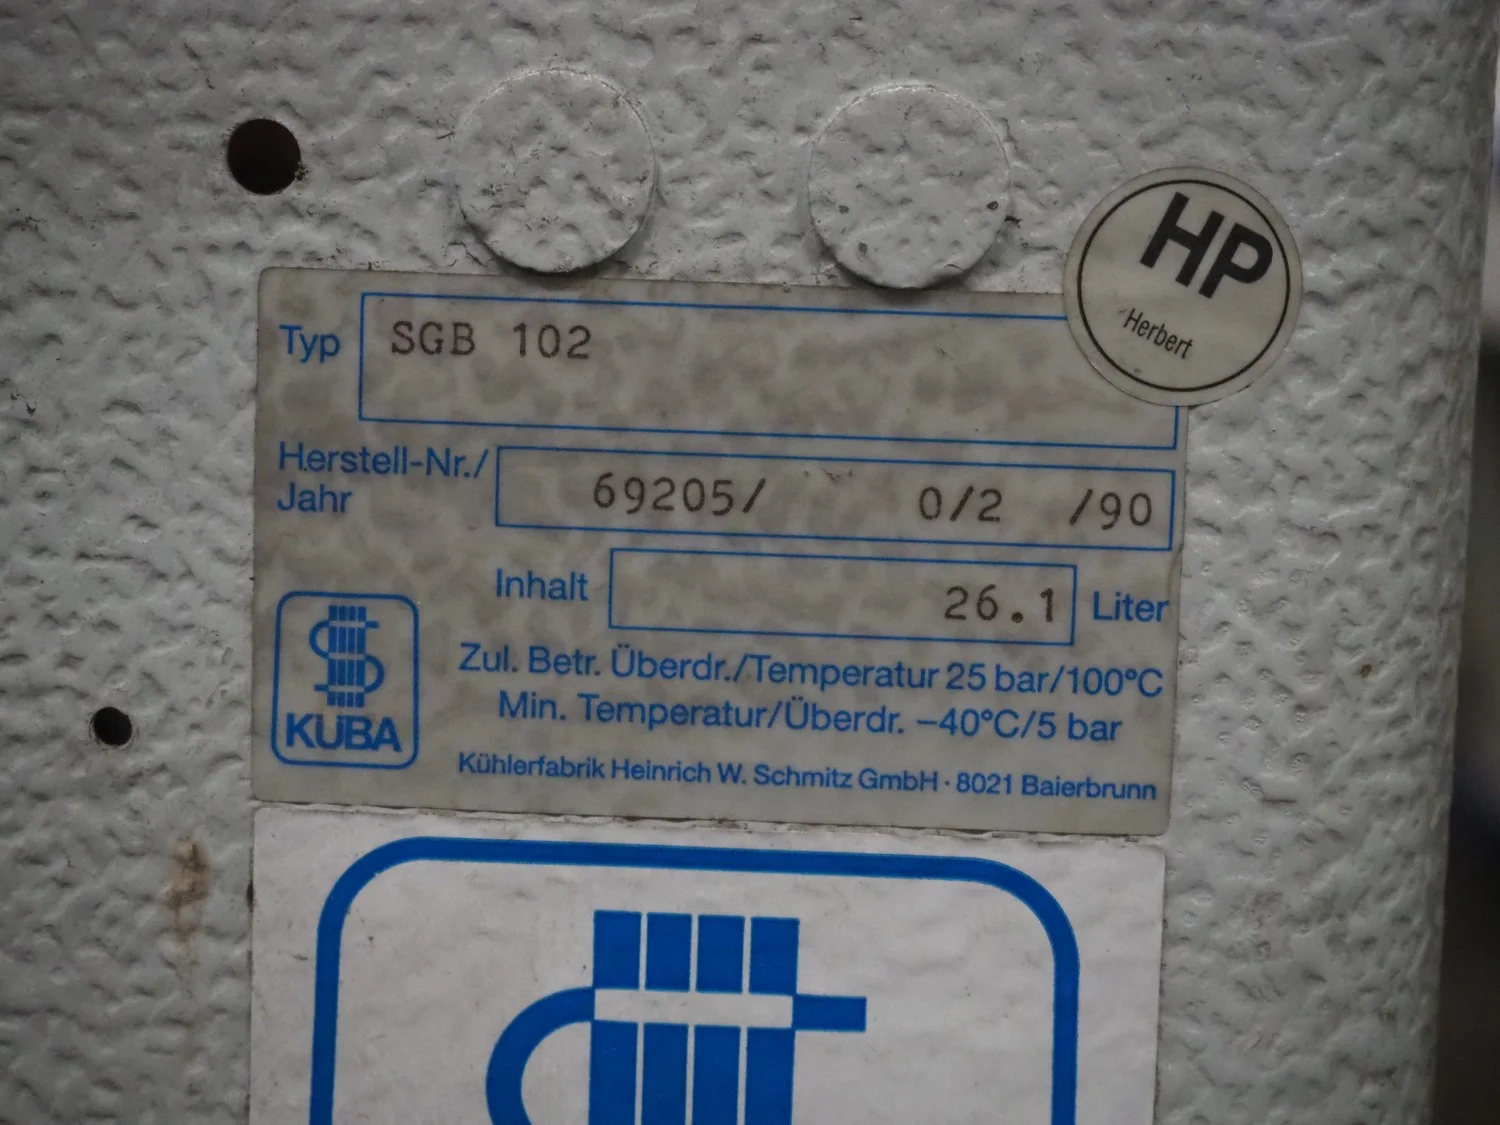 HP
Herbert
Typ SGB 102
Herstell-Nr./
Jahr 69205/ 0/2 /90
Inhalt 26.1 Liter
Zul. Betr. Überdr./Temperatur 25 bar/100°C
Min. Temperatur/Überdr. –40°C/5 bar
KÜBA
Kühlerfabrik Heinrich W. Schmitz GmbH · 8021 Baierbrunn